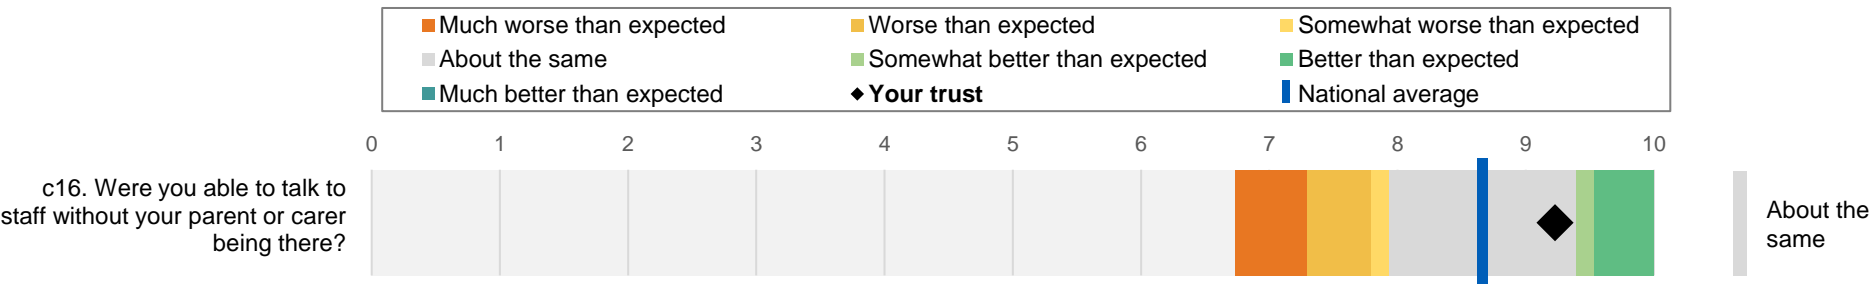 Much worse than expected
Worse than expected
Somewhat worse than expected
About the same
Somewhat better than expected
Better than expected
Much better than expected
Your trust
National average
0 1 2 3 4 5 6 7 8 9 10
c16. Were you able to talk to
staff without your parent or carer
being there?
About the
same